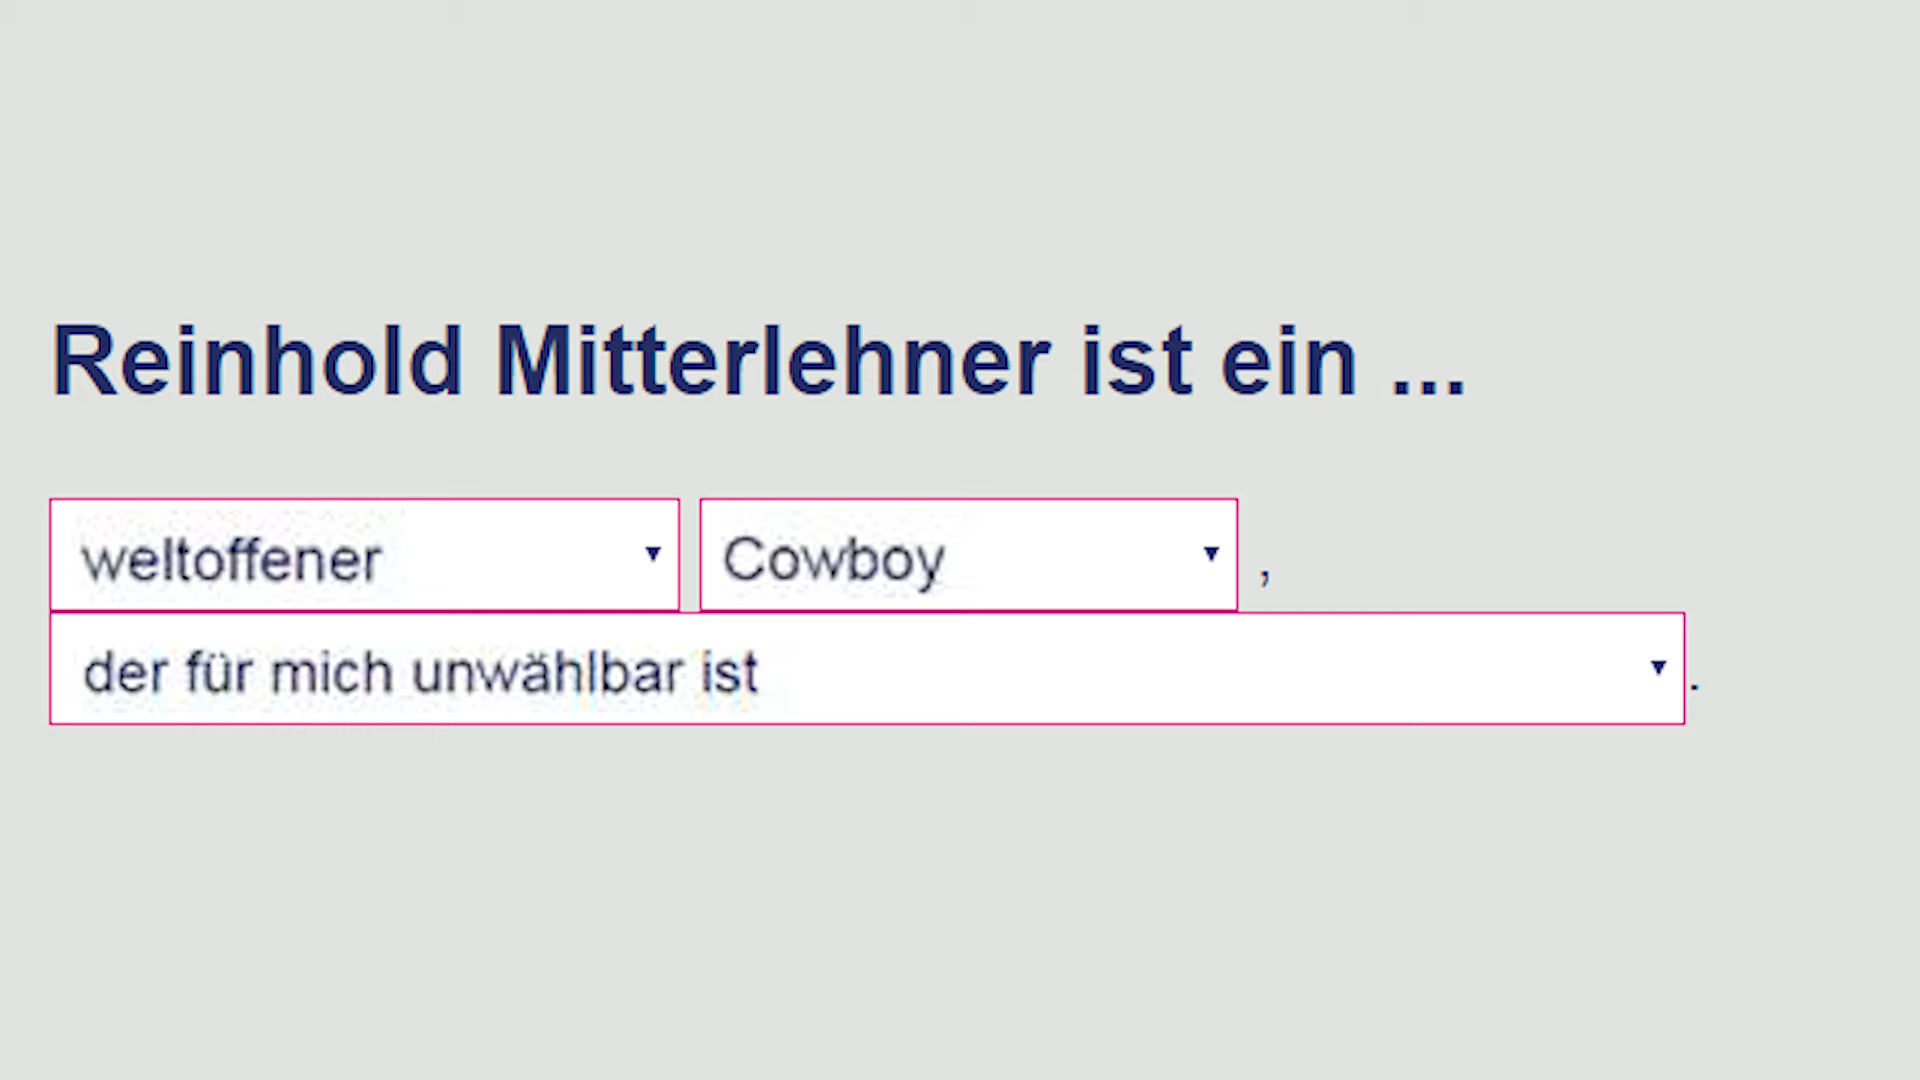 Reinhold Mitterlehner ist ein ...
weltoffener Cowboy ,
der für mich unwählbar ist .